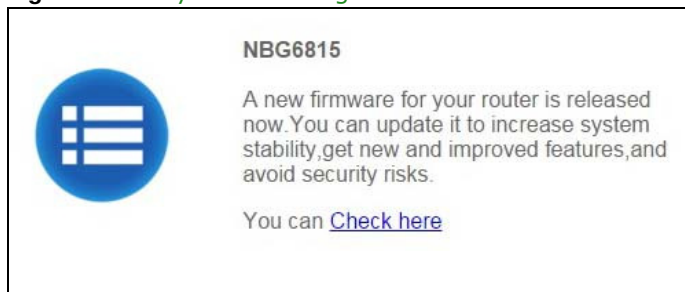 NBG6815
A new firmware for your router is released
now.You can update it to increase system
stability,get new and improved features,and
avoid security risks.
You can Check here